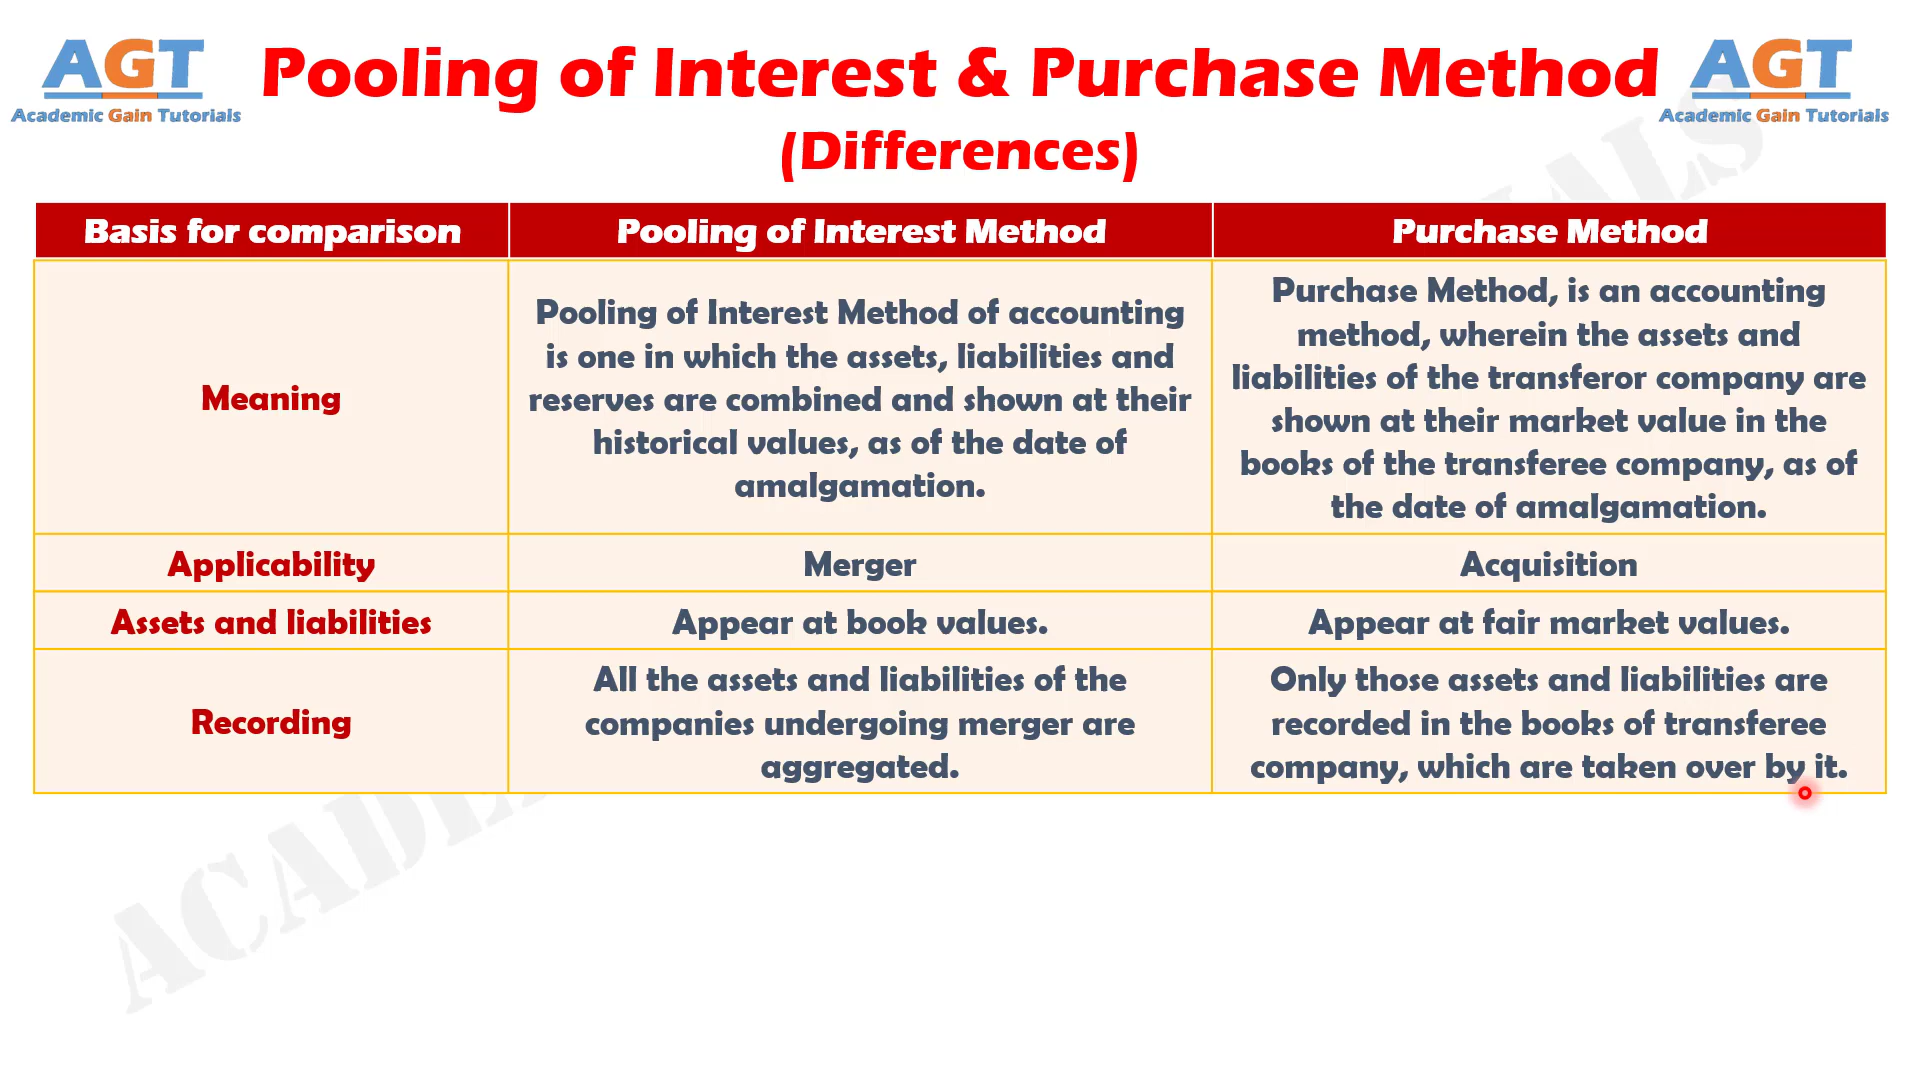 AGT
Academic Gain Tutorials
Pooling of Interest & Purchase Method
(Differences)
AGT
Academic Gain Tutorials
Basis for comparison
Pooling of Interest Method
Purchase Method
Meaning
Pooling of Interest Method of accounting
is one in which the assets, liabilities and
reserves are combined and shown at their
historical values, as of the date of
amalgamation.
Purchase Method, is an accounting
method, wherein the assets and
liabilities of the transferor company are
shown at their market value in the
books of the transferee company, as of
the date of amalgamation.
Applicability
Merger
Acquisition
Assets and liabilities
Appear at book values.
Appear at fair market values.
Recording
All the assets and liabilities of the
companies undergoing merger are
aggregated.
Only those assets and liabilities are
recorded in the books of transferee
company, which are taken over by it.